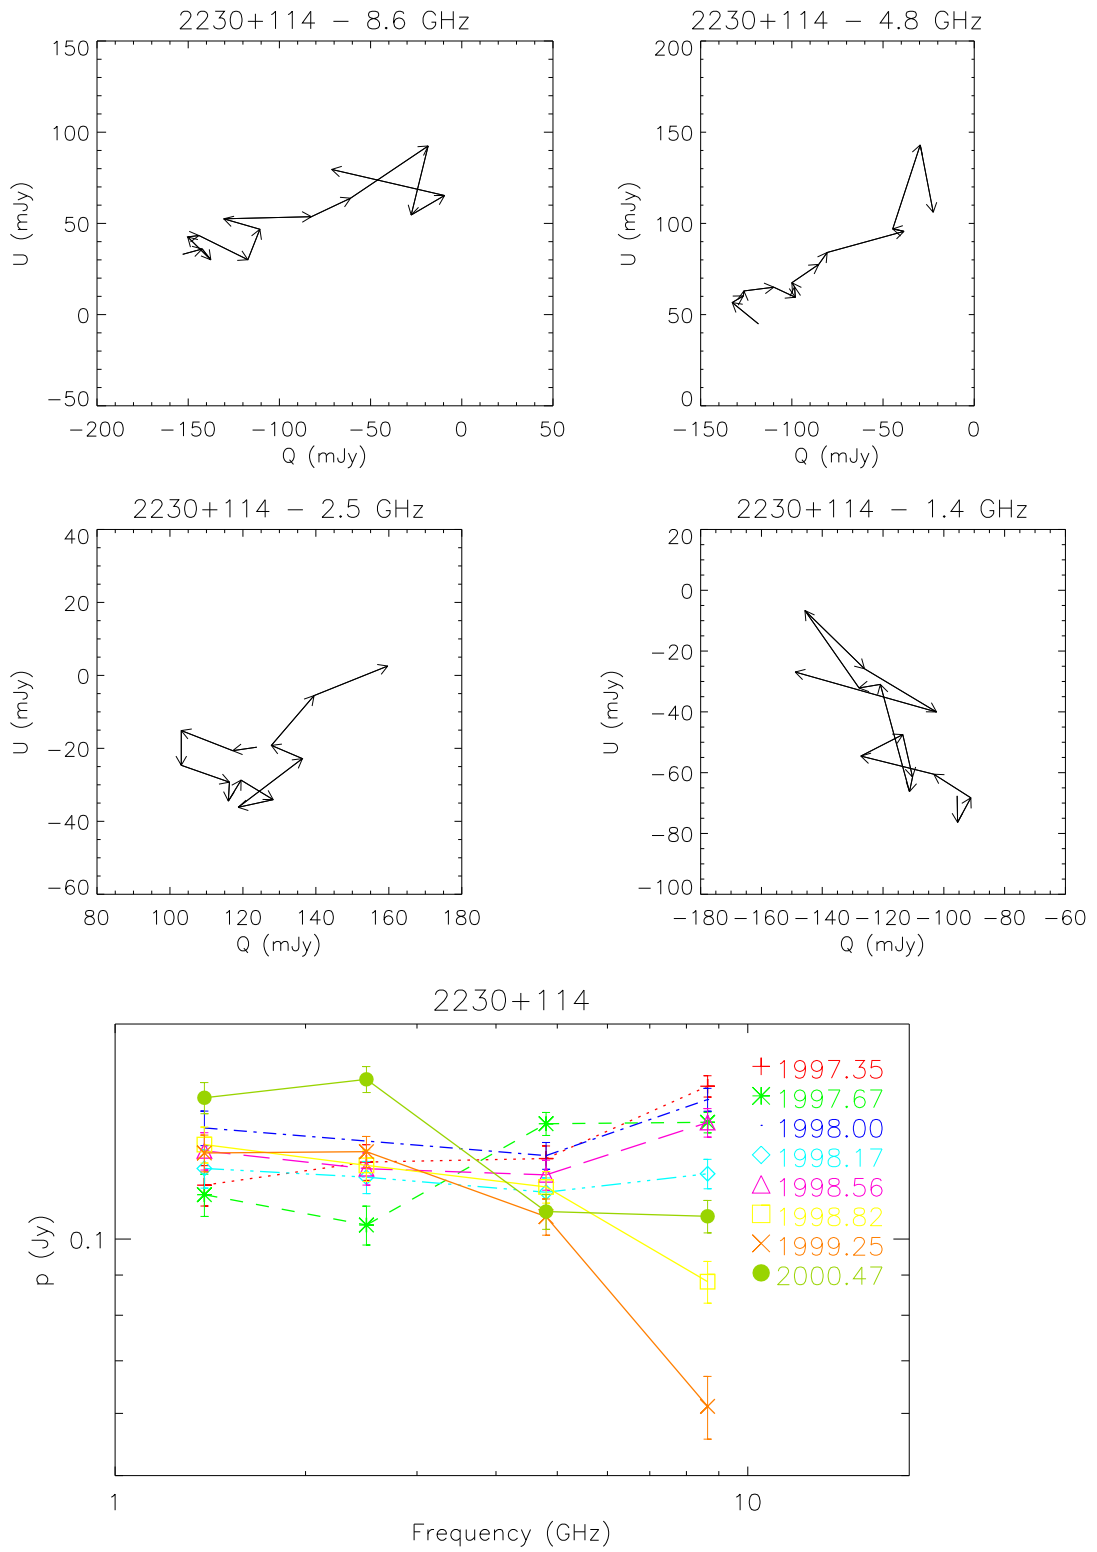 2230+114 − 8.6 GHz
150
100
50
0
−50
−200 −150 −100 −50 0 50
U (mJy)
Q (mJy)
2230+114 − 4.8 GHz
200
150
100
50
0
−150 −100 −50 0
U (mJy)
Q (mJy)
2230+114 − 2.5 GHz
40
20
0
−20
−40
−60
80 100 120 140 160 180
U (mJy)
Q (mJy)
2230+114 − 1.4 GHz
20
0
−20
−40
−60
−80
−100
−180 −160 −140 −120 −100 −80 −60
U (mJy)
Q (mJy)
2230+114
1997.35
1997.67
1998.00
1998.17
1998.56
1998.82
1999.25
2000.47
0.1
p (Jy)
1 10
Frequency (GHz)